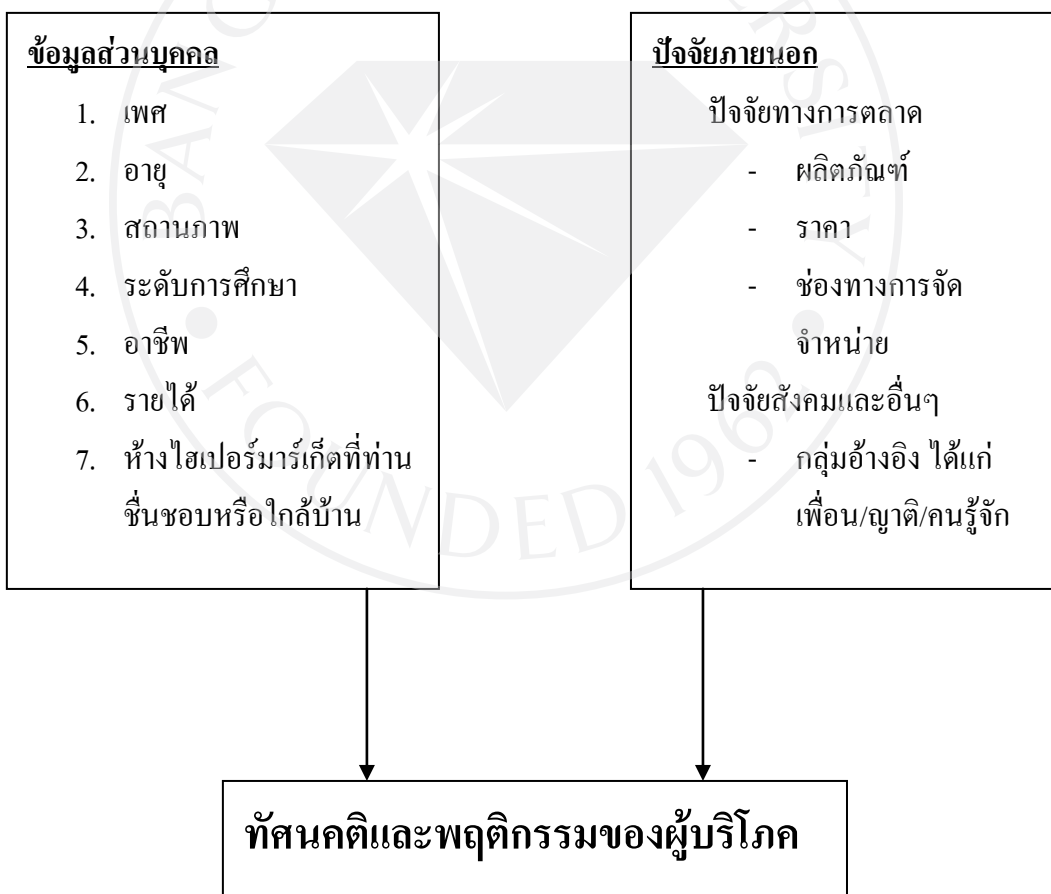 ข้อมูลส่วนบุคคล
1. เพศ
2. อายุ
3. สถานภาพ
4. ระดับการศึกษา
5. อาชีพ
6. รายได้
7. ห้างไฮเปอร์มาร์เก็ตที่ท่าน
ชื่นชอบหรือใกล้บ้าน
ปัจจัยภายนอก
ปัจจัยทางการตลาด
- ผลิตภัณฑ์
- ราคา
- ช่องทางการจัด
จำหน่าย
ปัจจัยสังคมและอื่นๆ
- กลุ่มอ้างอิง ได้แก่
เพื่อน/ญาติ/คนรู้จัก
ทัศนคติและพฤติกรรมของผู้บริโภค
FOUNDED 1962